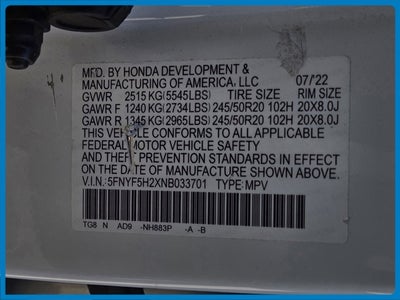 MFD. BY HONDA DEVELOPMENT &
MANUFACTURING OF AMERICA, LLC 07/22
GVWR 2515 KG (5545LBS) TIRE SIZE RIM SIZE
GAWR F 1240 KG (2734LBS) 245/50R20 102H 20X8.0J
GAWR R 1345 KG (2965LBS) 245/50R20 102H 20X8.0J
THIS VEHICLE CONFORMS TO ALL APPLICABLE
FEDERAL MOTOR VEHICLE SAFETY
AND THEFT PREVENTION STANDARDS IN EFFECT
ON THE DATE OF MANUFACTURE SHOWN ABOVE.
V.I.N.: 5FNYF5H2XNB033701 TYPE: MPV
TG8 N AD9 -NH883P -A -B